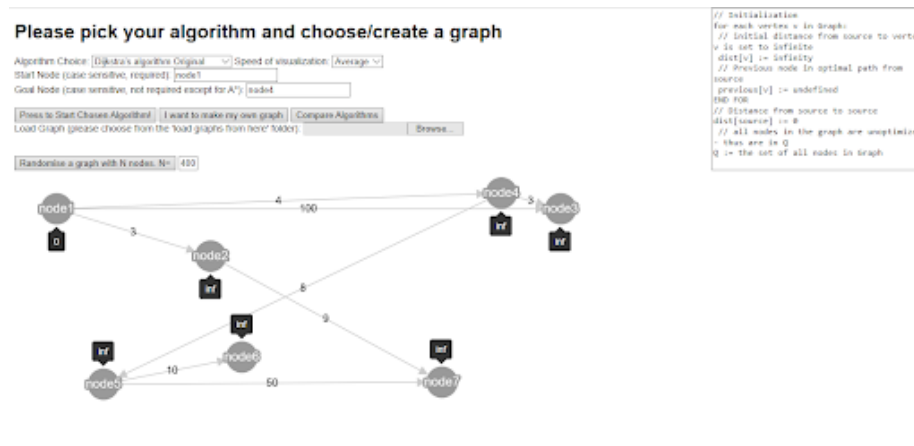 Please pick your algorithm and choose/create a graph
Algorithm Choice: Dijkstra's algorithm Original Speed of visualization: Average
Start Node (case sensitive, required): node1
Goal Node (case sensitive, not required except for A*): node4
Press to Start Chosen Algorithm! I want to make my own graph Compare Algorithms
Load Graph (please choose from the 'load graphs from here' folder): Browse...
Randomise a graph with N nodes. N= 400
// Initialization
for each vertex v in Graph:
// initial distance from source to vert
v is set to infinite
dist[v] := infinity
// Previous node in optimal path from
source
previous[v] := undefined
END FOR
// Distance from source to source
dist[source] := 0
// all nodes in the graph are unoptimiz
- thus are in Q
Q := the set of all nodes in Graph
node1
4
100
node4
3
node3
0
3
node2
inf
inf
inf
8
9
inf
inf
inf
node6
10
node5
50
node7